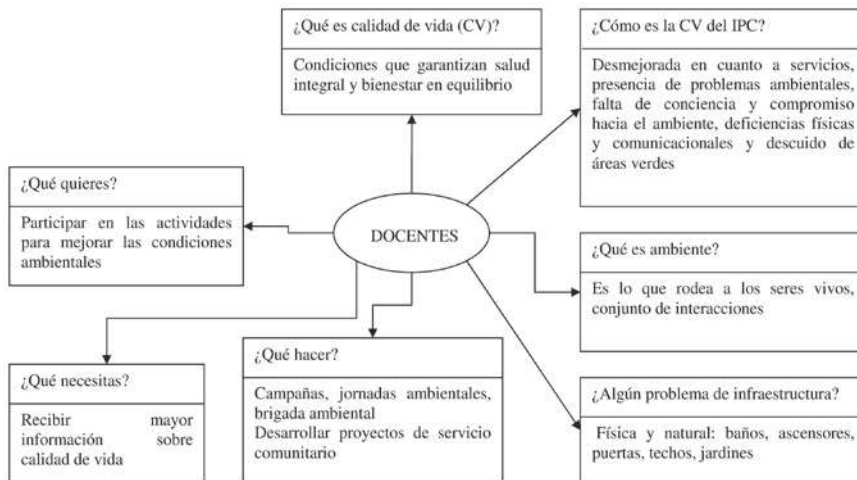 ¿Qué es calidad de vida (CV)?
Condiciones que garantizan salud
integral y bienestar en equilibrio
¿Cómo es la CV del IPC?
Desmejorada en cuanto a servicios,
presencia de problemas ambientales,
falta de conciencia y compromiso
hacia el ambiente, deficiencias físicas
y comunicacionales y descuido de
áreas verdes
¿Qué quieres?
Participar en las actividades
para mejorar las condiciones
ambientales
DOCENTES
¿Qué es ambiente?
Es lo que rodea a los seres vivos,
conjunto de interacciones
¿Qué necesitas?
Recibir mayor
información sobre
calidad de vida
¿Qué hacer?
Campañas, jornadas ambientales,
brigada ambiental
Desarrollar proyectos de servicio
comunitario
¿Algún problema de infraestructura?
Física y natural: baños, ascensores,
puertas, techos, jardines